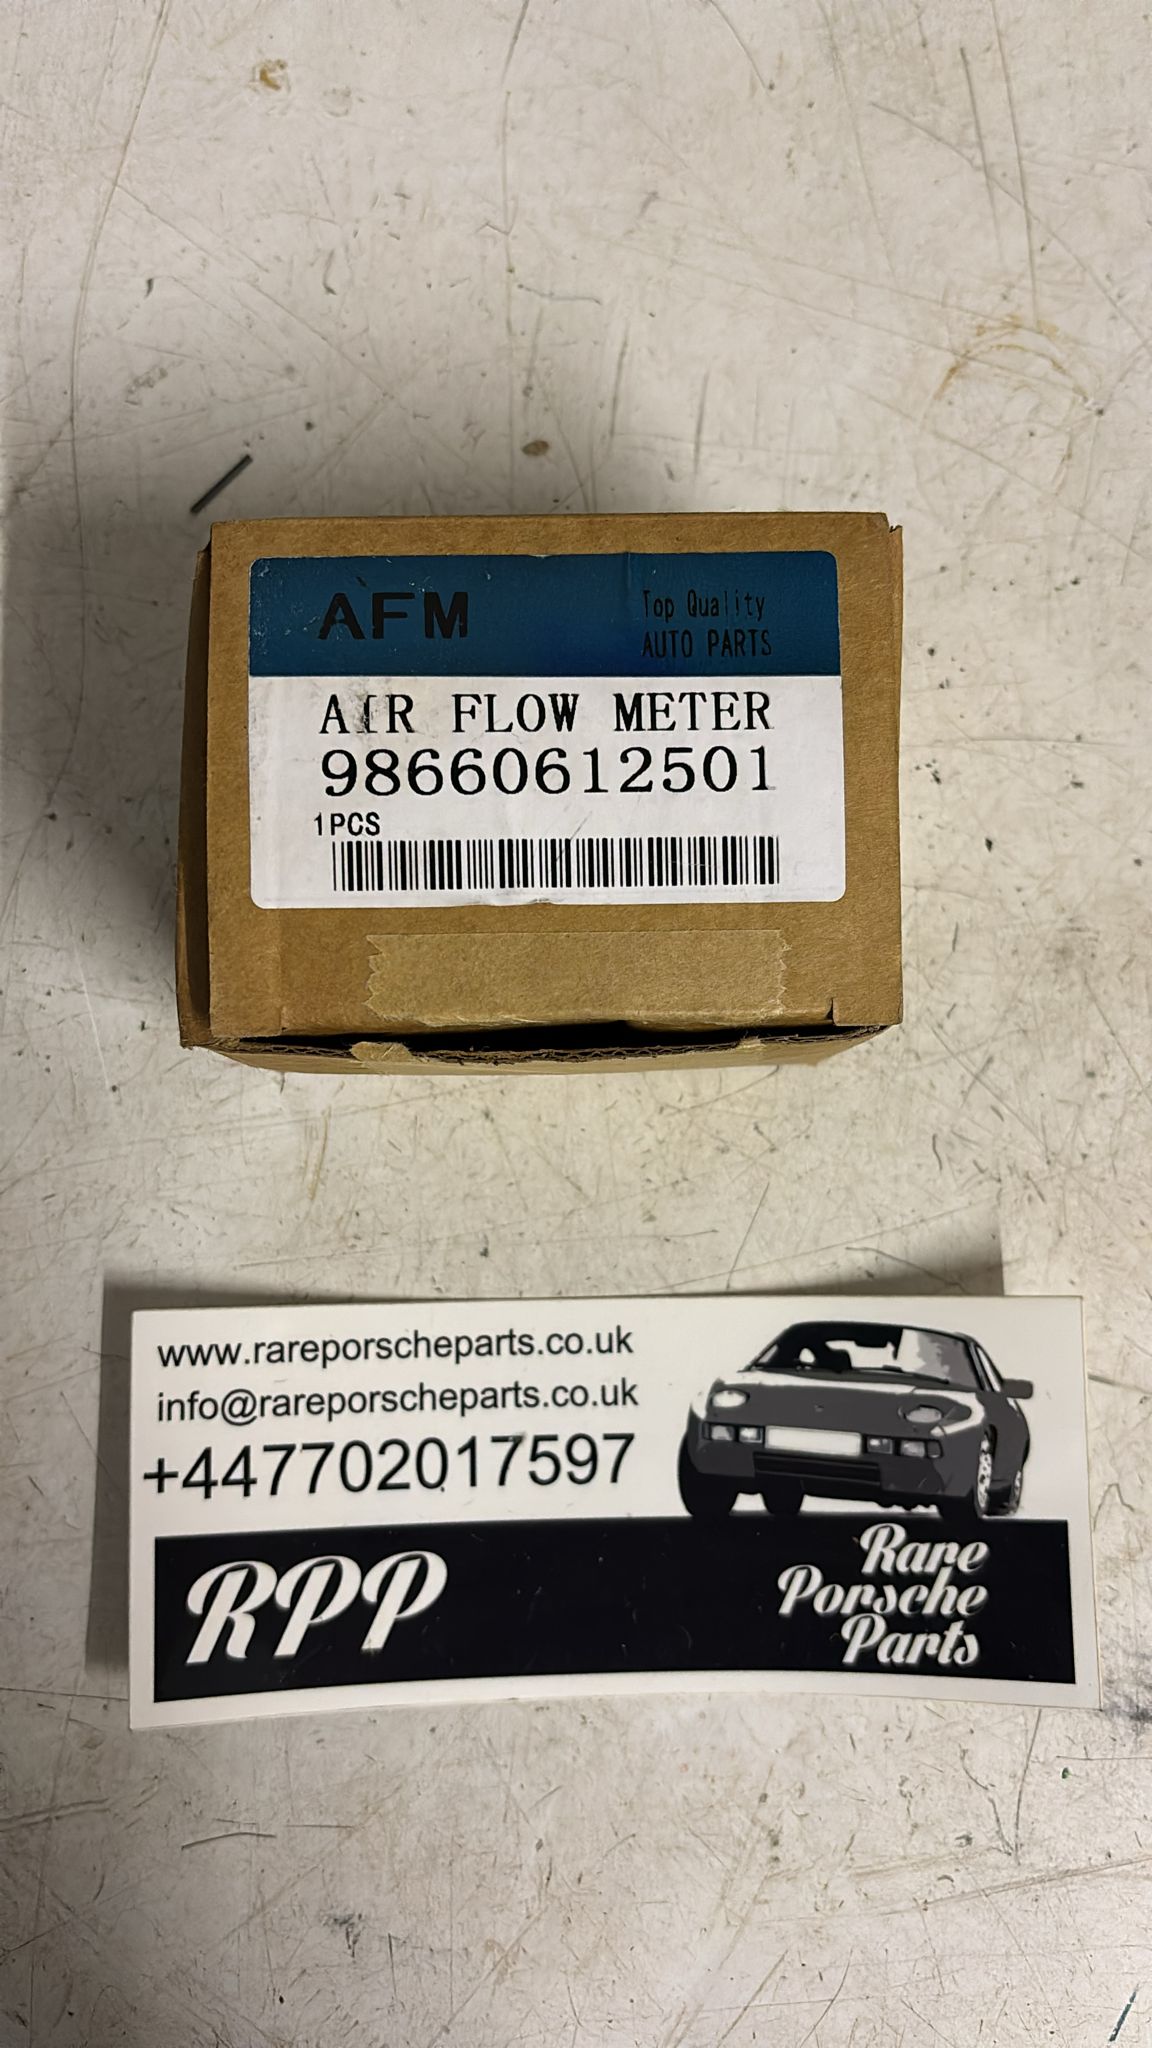 AFM
Top Quality
AUTO PARTS
AIR FLOW METER
98660612501
1PCS
www.rareporscheparts.co.uk
info@rareporscheparts.co.uk
+447702017597
RPP
Rare
Porsche
Parts